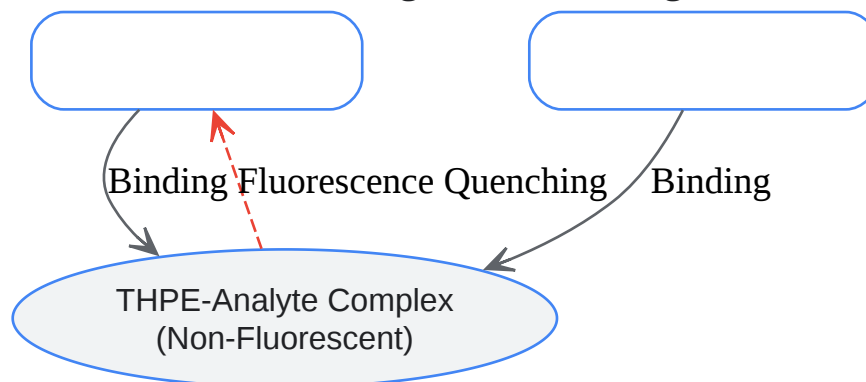 Binding Fluorescence Quenching Binding
THPE-Analyte Complex
(Non-Fluorescent)